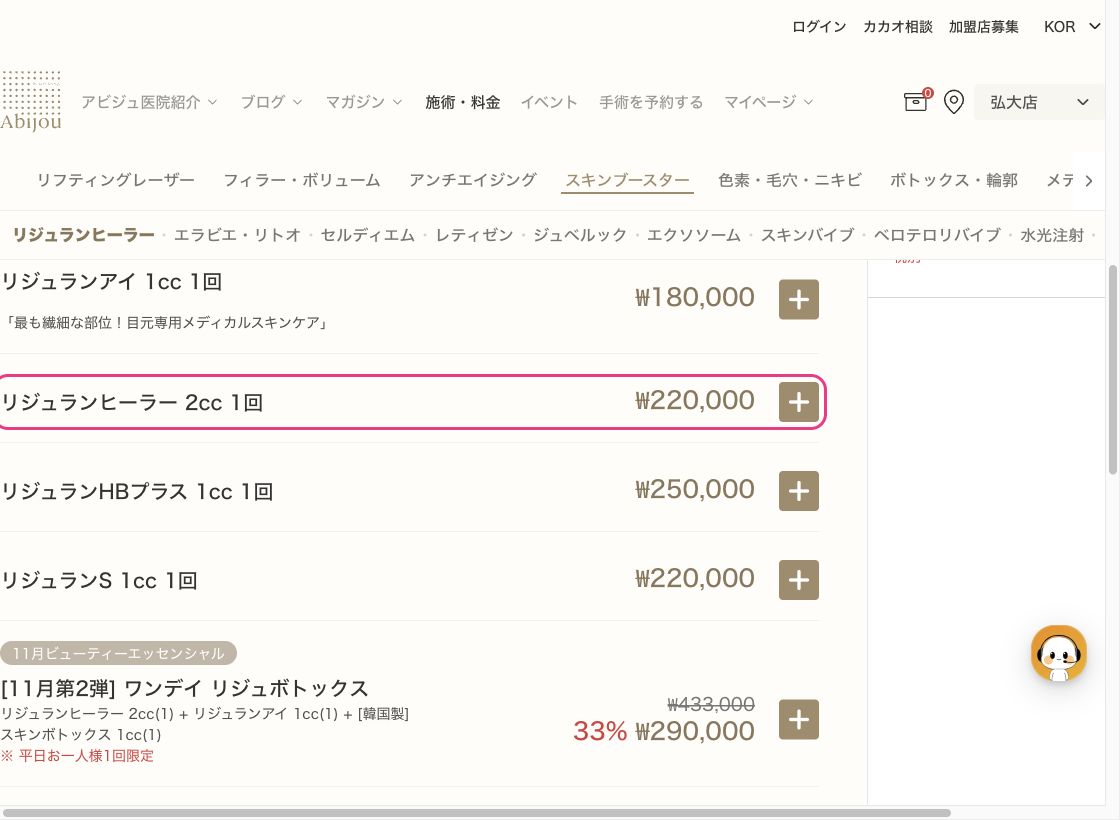 ログイン カカオ相談 加盟店募集 KOR
Abijou アビジュ医院紹介 ブログ マガジン 施術・料金 イベント 手術を予約する マイページ 0 弘大店
リフティングレーザー フィラー・ボリューム アンチエイジング スキンブースター 色素・毛穴・ニキビ ボトックス・輪郭 メデ
リジュランヒーラー · エラビエ・リトオ · セルディエム · レティゼン · ジュベルック · エクソソーム · スキンバイブ · ベロテロリバイブ · 水光注射 ·
リジュランアイ 1cc 1回
₩180,000
「最も繊細な部位！目元専用メディカルスキンケア」
リジュランヒーラー 2cc 1回
₩220,000
リジュランHBプラス 1cc 1回
₩250,000
リジュランS 1cc 1回
₩220,000
11月ビューティーエッセンシャル
[11月第2弾] ワンデイ リジュボトックス
リジュランヒーラー 2cc(1) + リジュランアイ 1cc(1) + [韓国製]
スキンボトックス 1cc(1)
※ 平日お一人様1回限定
₩433,000
33% ₩290,000